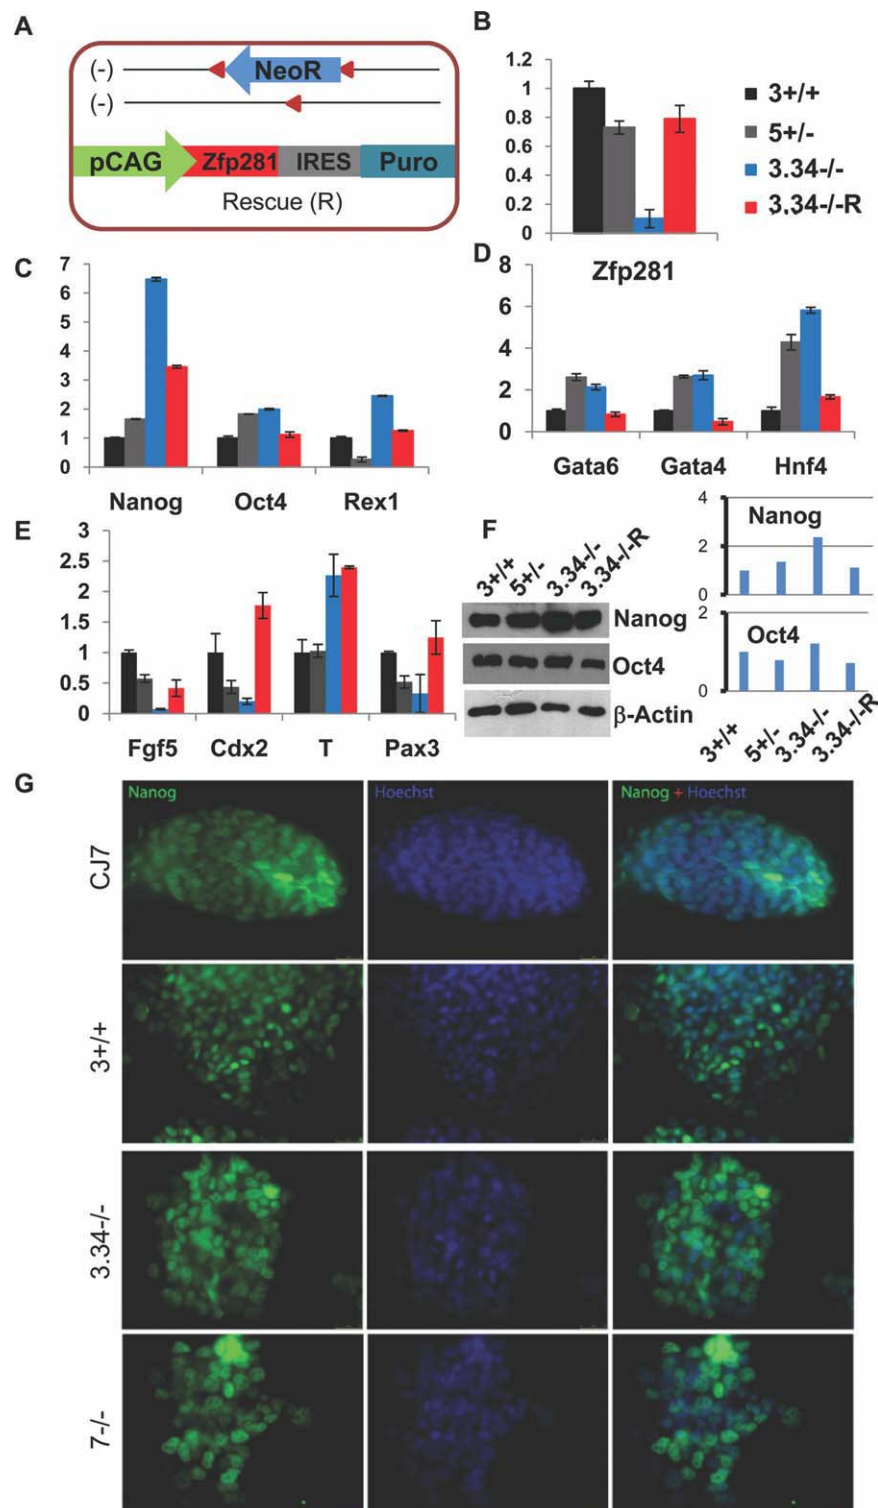 A
(-)
NeoR
(-)
pCAG
Zfp281
IRES
Puro
Rescue (R)
B
1.2
1
0.8
0.6
0.4
0.2
0
3+/+
5+/-
3.34-/-
3.34-/-R
Zfp281
C
7
6
5
4
3
2
1
0
Nanog
Oct4
Rex1
D
8
6
4
2
0
Gata6
Gata4
Hnf4
E
2.5
2
1.5
1
0.5
0
Fgf5
Cdx2
T
Pax3
F
3+/+
5+/-
3.34-/-
3.34-/-R
Nanog
Oct4
β-Actin
4
2
0
Nanog
2
0
Oct4
3+/+
5+/-
3.34-/-
3.34-/-R
G
Nanog
Hoechst
Nanog + Hoechst
CJ7
3+/+
3.34-/-
7-/-